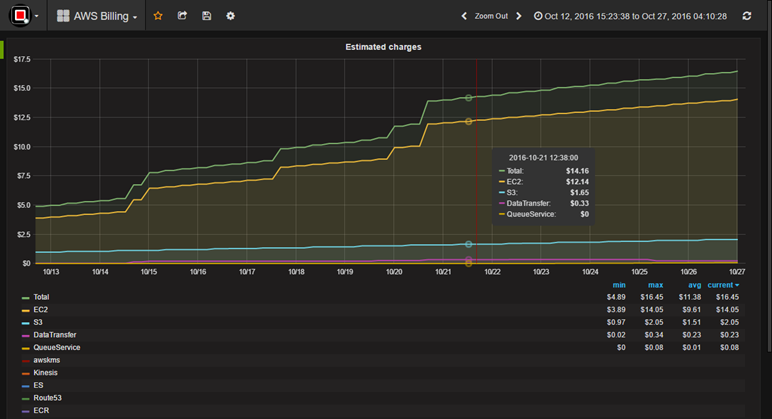 AWS Billing
Zoom Out
Oct 12, 2016 15:23:38 to Oct 27, 2016 04:10:28
Estimated charges
$17.5
$15.0
$12.5
$10.0
$7.5
$5.0
$2.5
$0
2016-10-21 12:38:00
Total: $14.16
EC2: $12.14
S3: $1.65
DataTransfer: $0.33
QueueService: $0
10/13 10/14 10/15 10/16 10/17 10/18 10/19 10/20 10/21 10/22 10/23 10/24 10/25 10/26 10/27
min max avg current
Total $4.89 $16.45 $11.38 $16.45
EC2 $3.89 $14.05 $9.61 $14.05
S3 $0.97 $2.05 $1.51 $2.05
DataTransfer $0.02 $0.34 $0.23 $0.23
QueueService $0 $0.08 $0.01 $0.08
awskms
Kinesis
ES
Route53
ECR